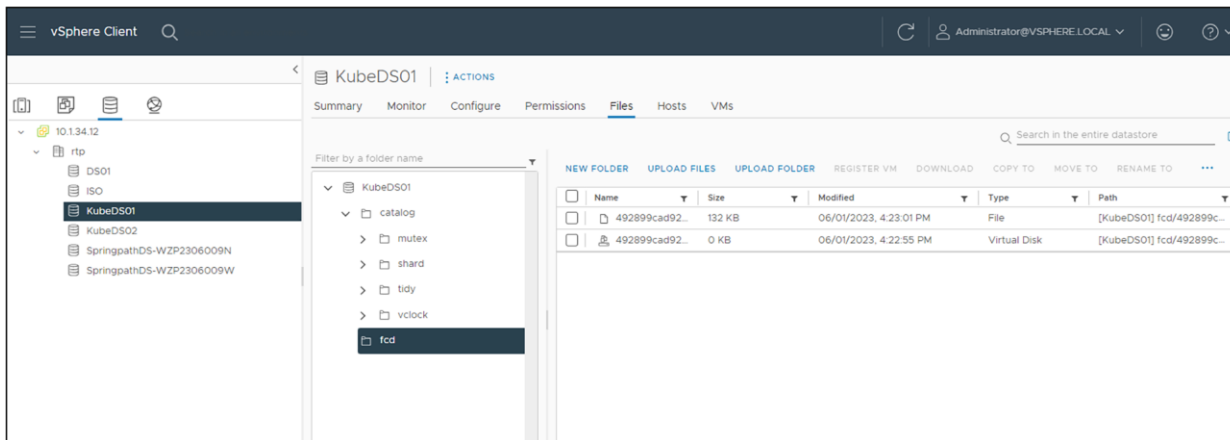 vSphere Client
Administrator@VSPHERE.LOCAL
10.1.34.12
rtp
DS01
ISO
KubeDS01
KubeDS02
SpringpathDS-WZP2306009N
SpringpathDS-WZP2306009W
KubeDS01 ACTIONS
Summary Monitor Configure Permissions Files Hosts VMs
Search in the entire datastore
Filter by a folder name
KubeDS01
catalog
mutex
shard
tidy
vclock
fcd
NEW FOLDER UPLOAD FILES UPLOAD FOLDER REGISTER VM DOWNLOAD COPY TO MOVE TO RENAME TO ...
Name Size Modified Type Path
492899cad92... 132 KB 06/01/2023, 4:23:01 PM File [KubeDS01] fcd/492899c...
492899cad92... 0 KB 06/01/2023, 4:22:55 PM Virtual Disk [KubeDS01] fcd/492899c...